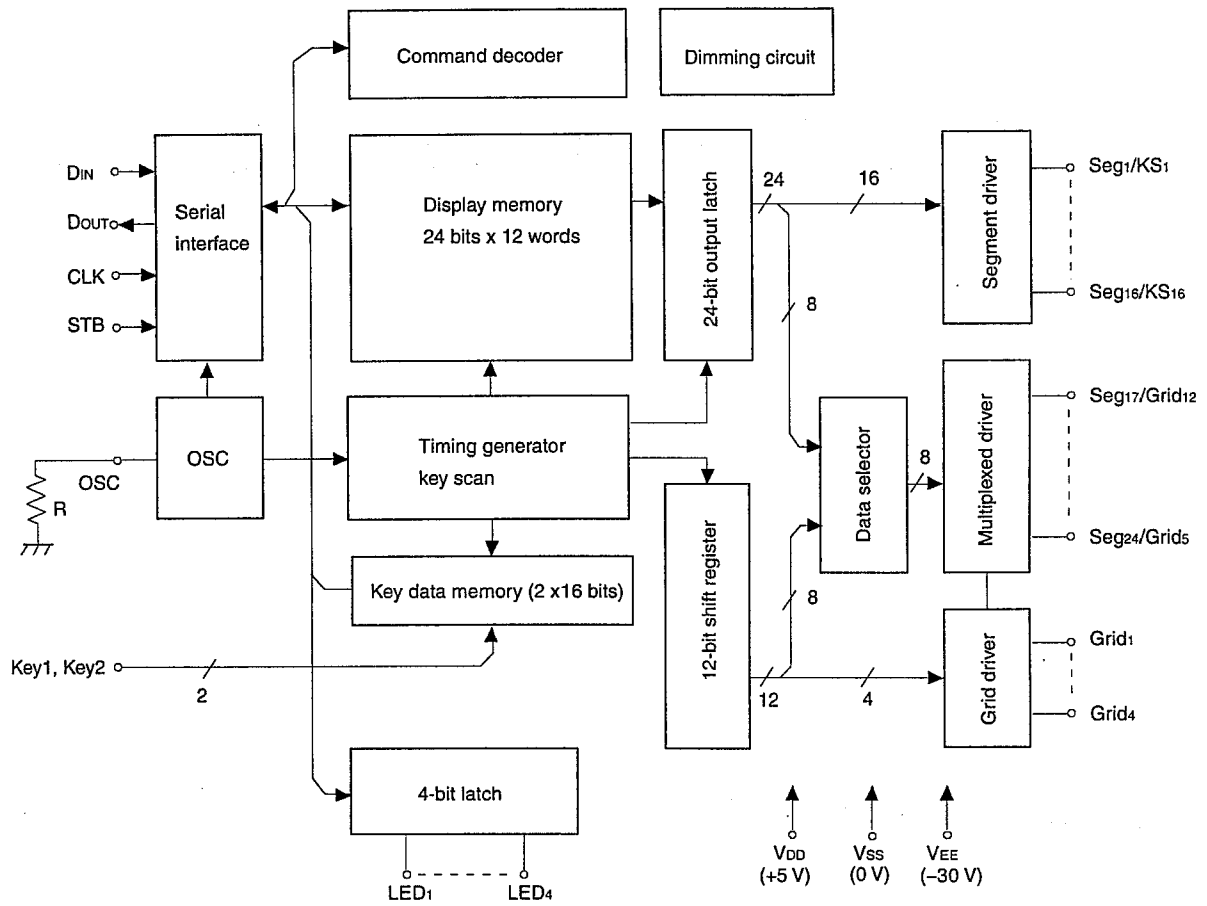 Command decoder
Dimming circuit
DIN
DOUT
CLK
STB
Serial
interface
Display memory
24 bits x 12 words
24-bit output latch
24
16
Segment driver
Seg1/KS1
Seg16/KS16
8
OSC
OSC
R
Timing generator
key scan
Data selector
8
Multiplexed driver
Seg17/Grid12
Seg24/Grid5
Key data memory (2 x16 bits)
12-bit shift register
8
Key1, Key2
2
12
4
Grid driver
Grid1
Grid4
4-bit latch
LED1
LED4
VDD
(+5 V)
VSS
(0 V)
VEE
(−30 V)